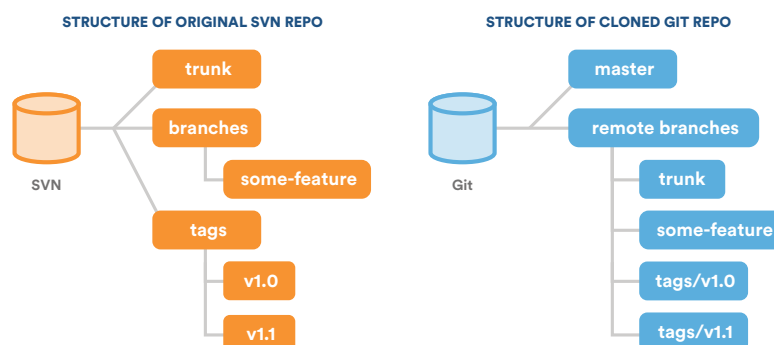 STRUCTURE OF ORIGINAL SVN REPO
trunk
branches
some-feature
tags
v1.0
v1.1
SVN
STRUCTURE OF CLONED GIT REPO
master
remote branches
trunk
some-feature
tags/v1.0
tags/v1.1
Git